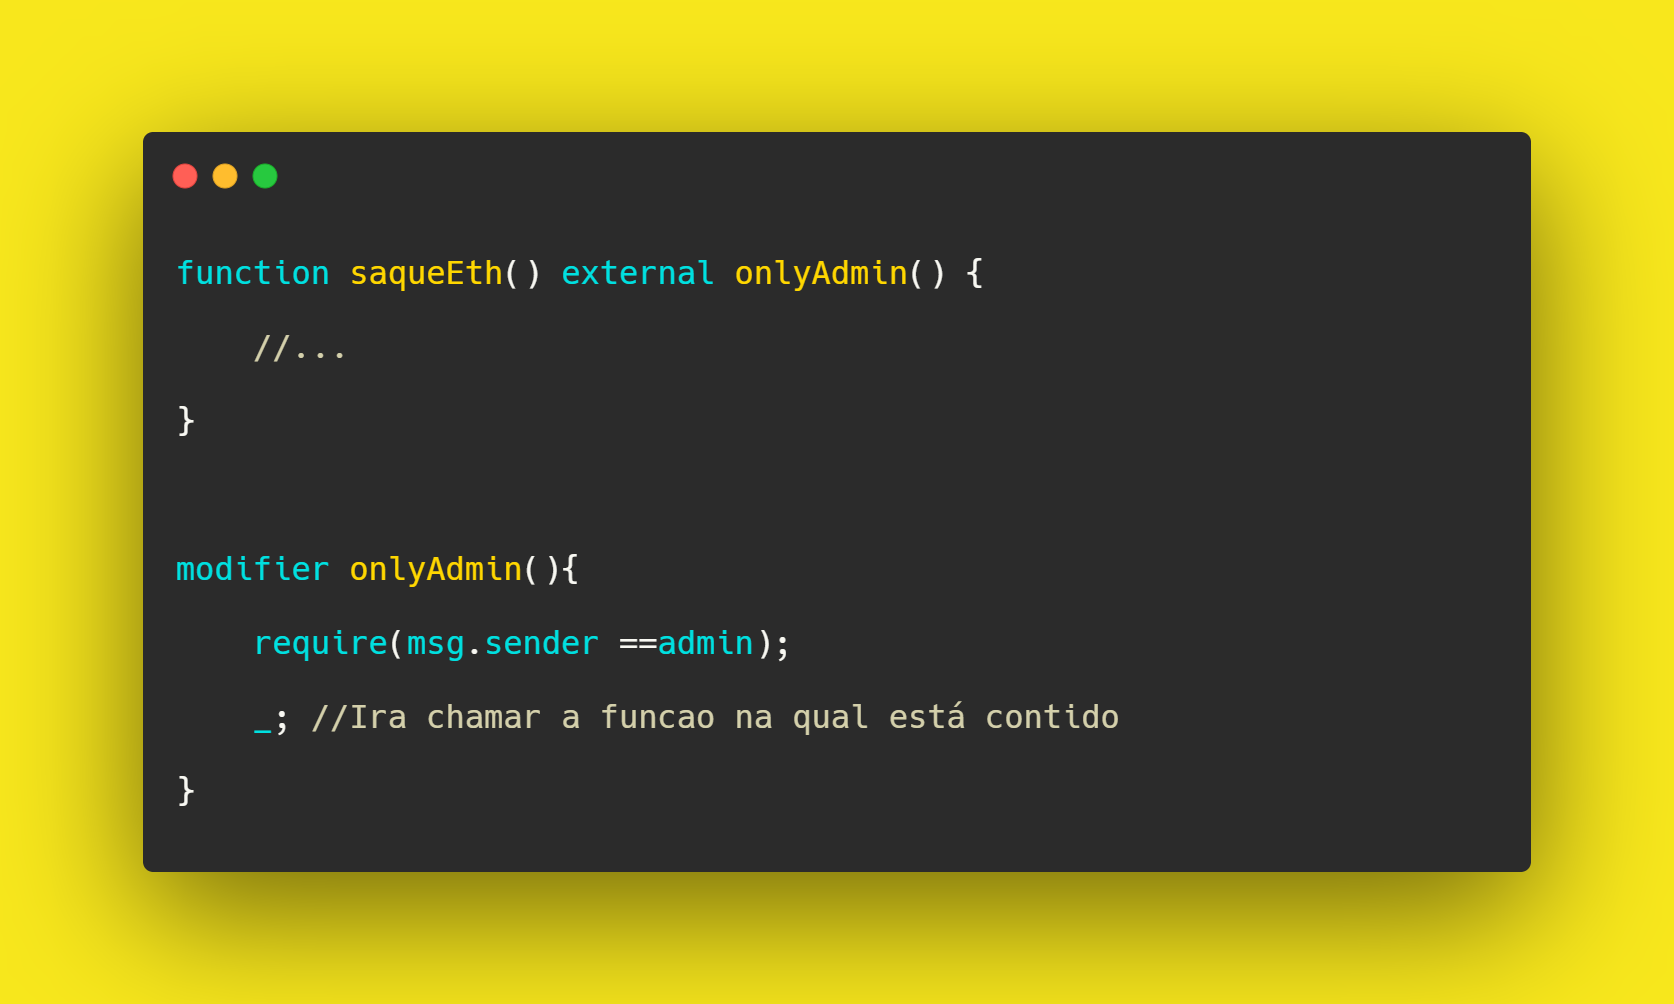 function saqueEth() external onlyAdmin() {
    //...
}
modifier onlyAdmin(){
    require(msg.sender ==admin);
    _; //Ira chamar a funcao na qual está contido
}